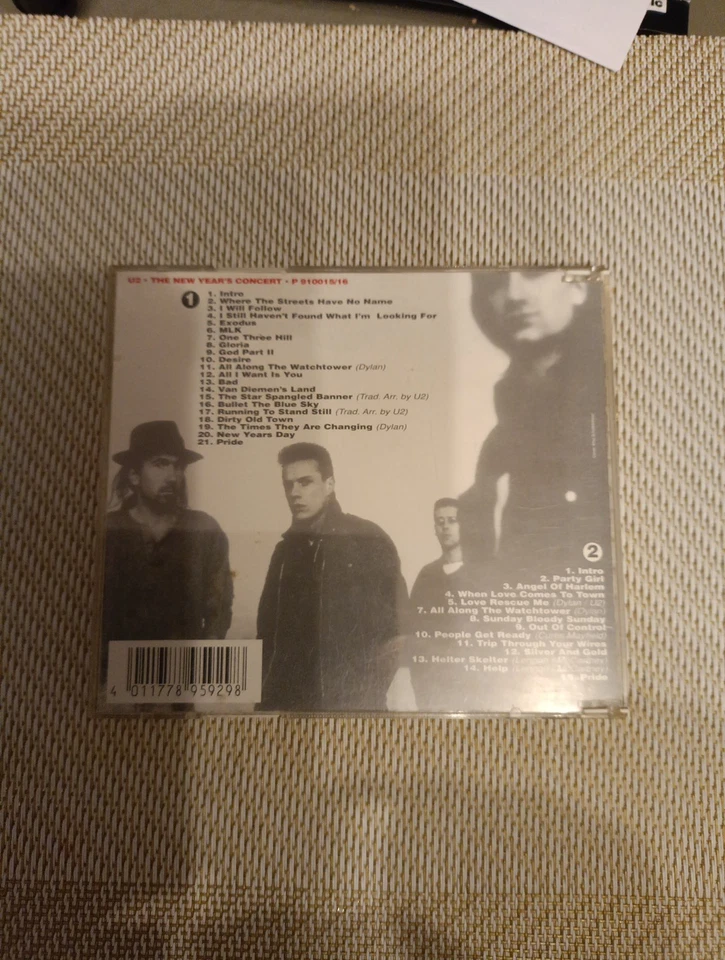 ic
U2 • THE NEW YEAR'S CONCERT • P 910015/16
1
1. Intro
2. Where The Streets Have No Name
3. I Will Follow
4. I Still Haven't Found What I'm Looking For
5. Exodus
6. MLK
7. One Three Hill
8. Gloria
9. God Part II
10. Desire
11. All Along The Watchtower (Dylan)
12. All I Want Is You
13. Bad
14. Van Diemen's Land
15. The Star Spangled Banner (Trad. Arr. by U2)
16. Bullet The Blue Sky
17. Running To Stand Still (Trad. Arr. by U2)
18. Dirty Old Town
19. The Times They Are Changing (Dylan)
20. New Years Day
21. Pride
2
1. Intro
2. Party Girl
3. Angel Of Harlem
4. When Love Comes To Town
5. Love Rescue Me (Dylan / U2)
7. All Along The Watchtower (Dylan)
8. Sunday Bloody Sunday
9. Out Of Control
10. People Get Ready (Curtis Mayfield)
11. Trip Through Your Wires
12. Silver And Gold
13. Helter Skelter
14. Help
15. Pride
4 011778 959298